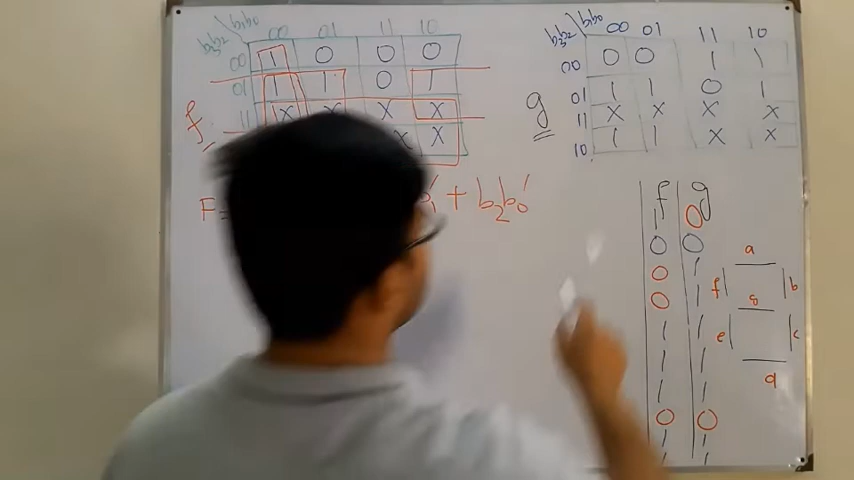 b₃b₂ \ b₁b₀ 00 01 11 10
00 1 0 0 0
01 1 1 0 1
11 X X X X
10 X X
f
F = b₁' + b₂b₀'
b₃b₂ \ b₁b₀ 00 01 11 10
00 0 0 1 1
01 1 1 0 1
11 X X X X
10 1 1 X X
g
f g
1 0
0 0
0 1
0 1
1 1
1 1
1 1
0 0
1 1
1 1
a
f b
g
e c
d